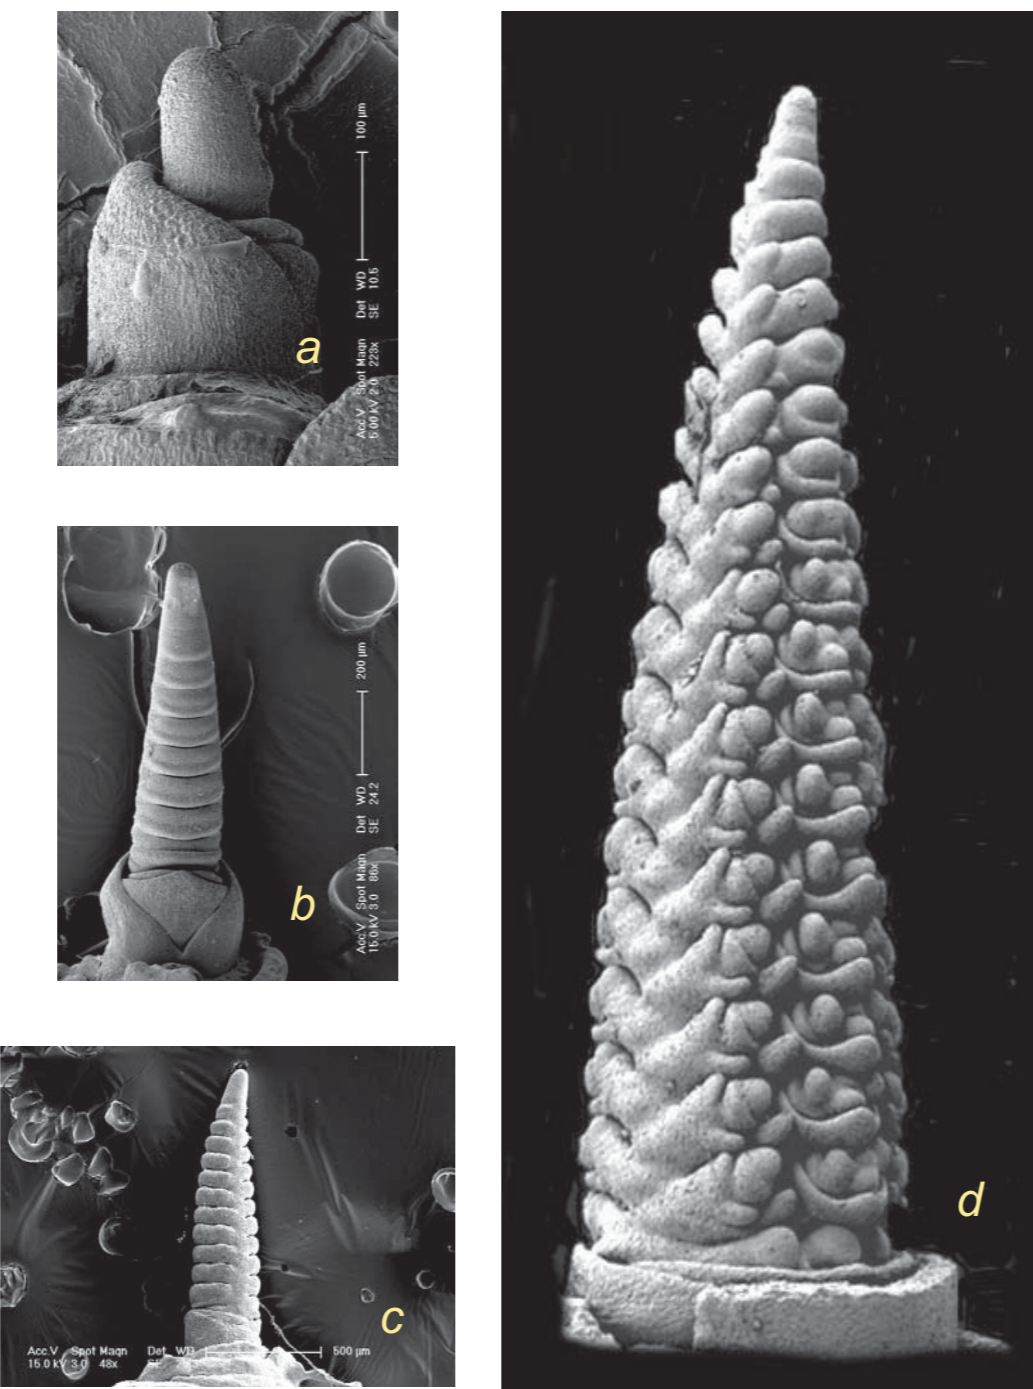 a
Acc.V Spot Magn Det WD
5.00 kV 2.0 223x SE 10.5
100 µm
b
Acc.V Spot Magn Det WD
15.0 kV 3.0 86x SE 24.2
200 µm
c
Acc.V Spot Magn Det WD 500 µm
15.0 kV 3.0 48x SE
d